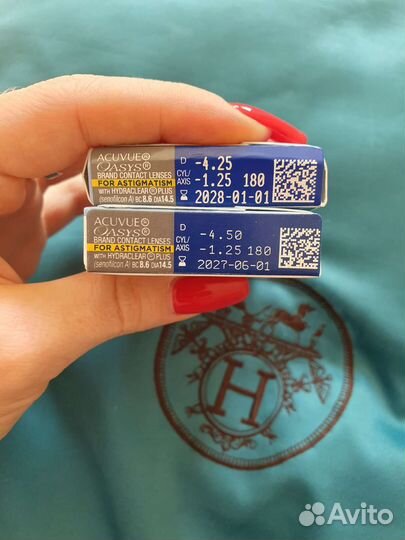 ACUVUE®
OASYS®
BRAND CONTACT LENSES
FOR ASTIGMATISM
WITH HYDRACLEAR® PLUS
(senofilcon A) BC 8.6 DIA 14.5
D -4.25
CYL/AXIS -1.25 180
2028-01-01
ACUVUE®
OASYS®
BRAND CONTACT LENSES
FOR ASTIGMATISM
WITH HYDRACLEAR® PLUS
(senofilcon A) BC 8.6 DIA 14.5
D -4.50
CYL/AXIS -1.25 180
2027-06-01
H
Avito